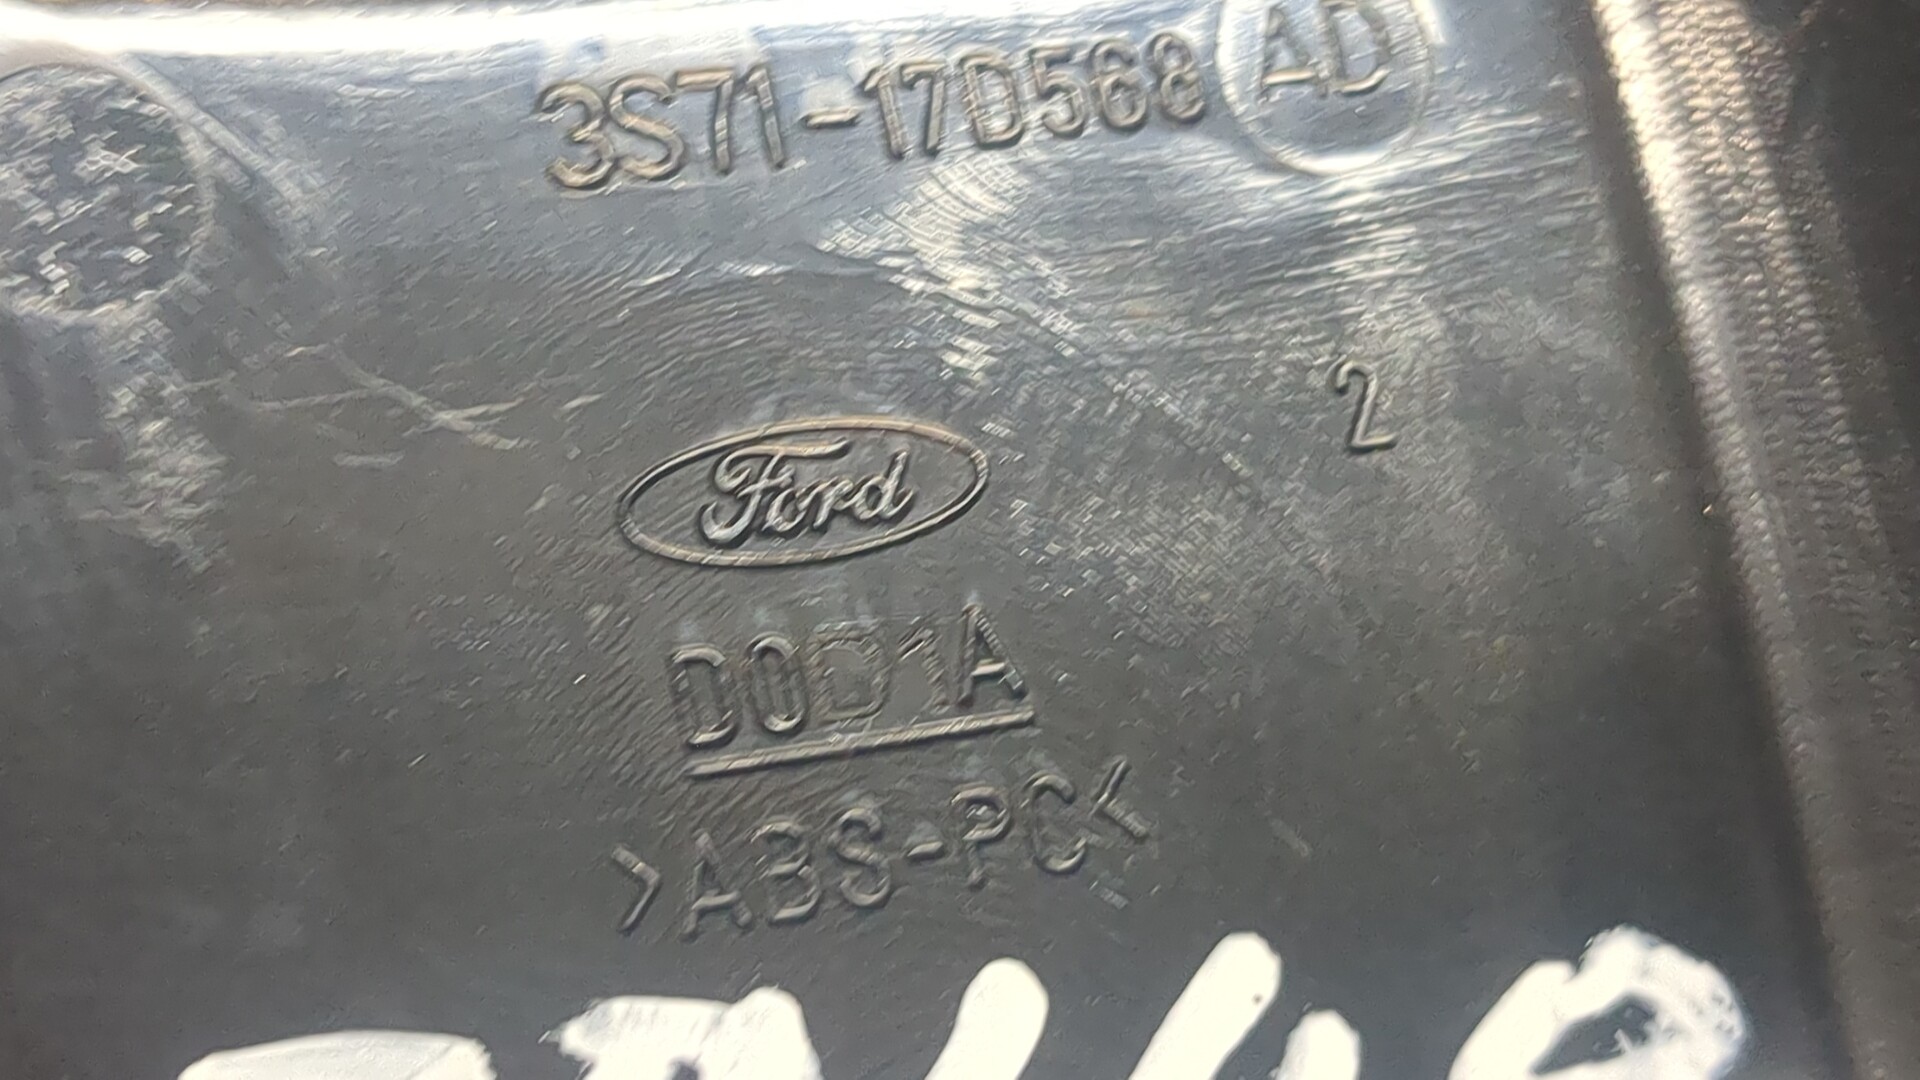 3S71-17D568 AD
2
Ford
D0D1A
>ABS-PC<